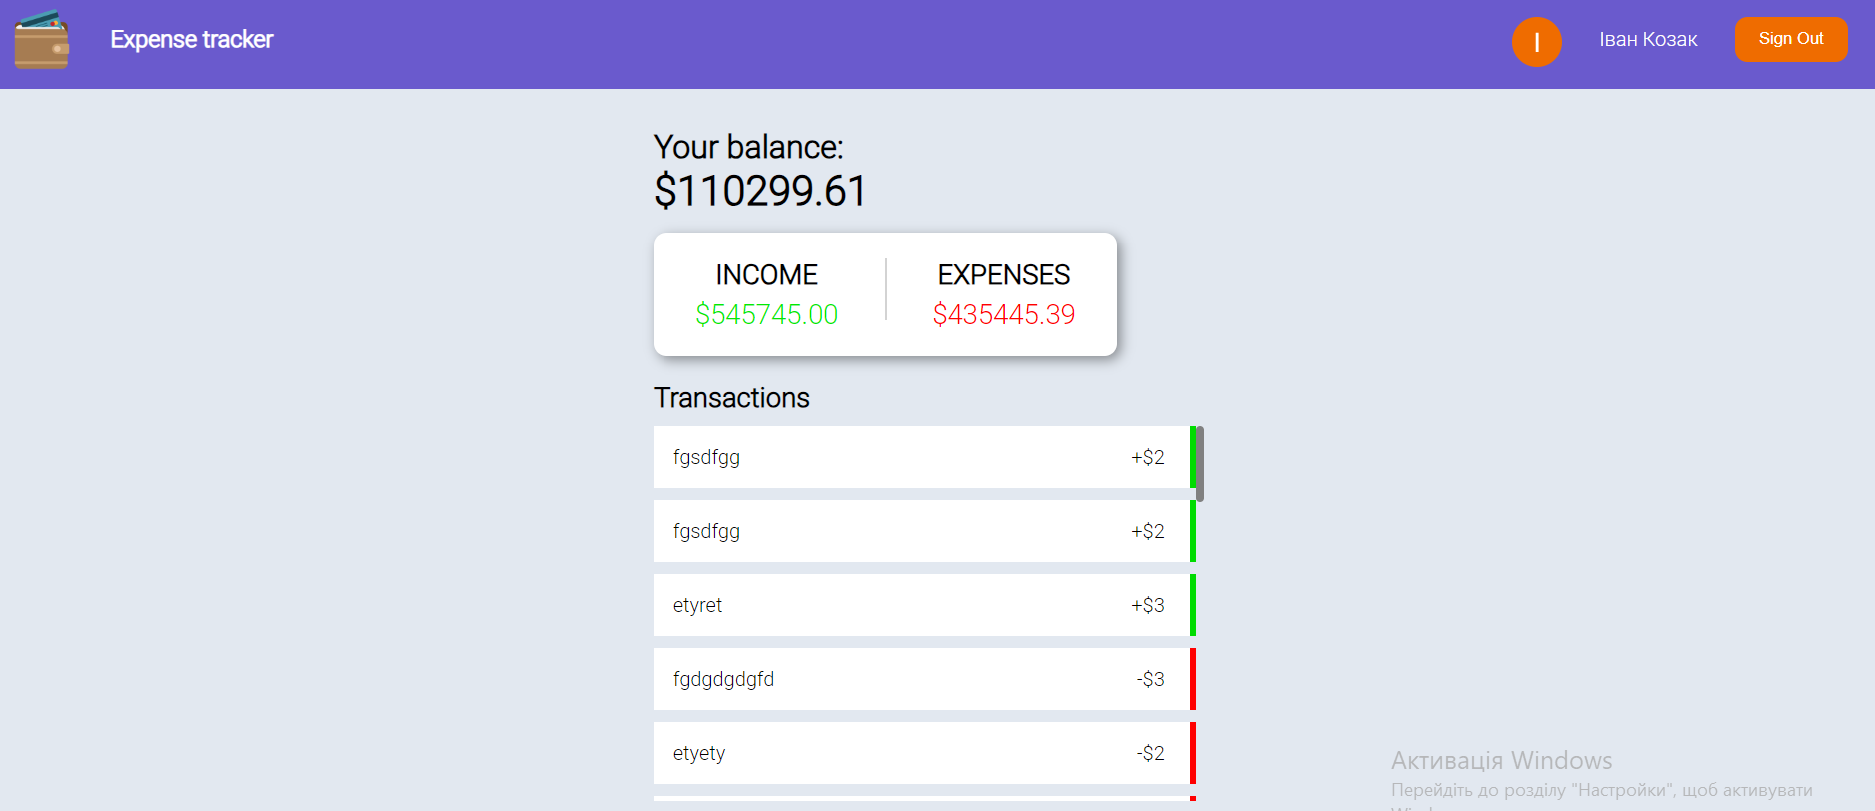 Expense tracker
І
Іван Козак
Sign Out
Your balance:
$110299.61
INCOME
EXPENSES
$545745.00
$435445.39
Transactions
fgsdfgg +$2
fgsdfgg +$2
etyret +$3
fgdgdgdgfd -$3
etyety -$2
Активація Windows
Перейдіть до розділу "Настройки", щоб активувати